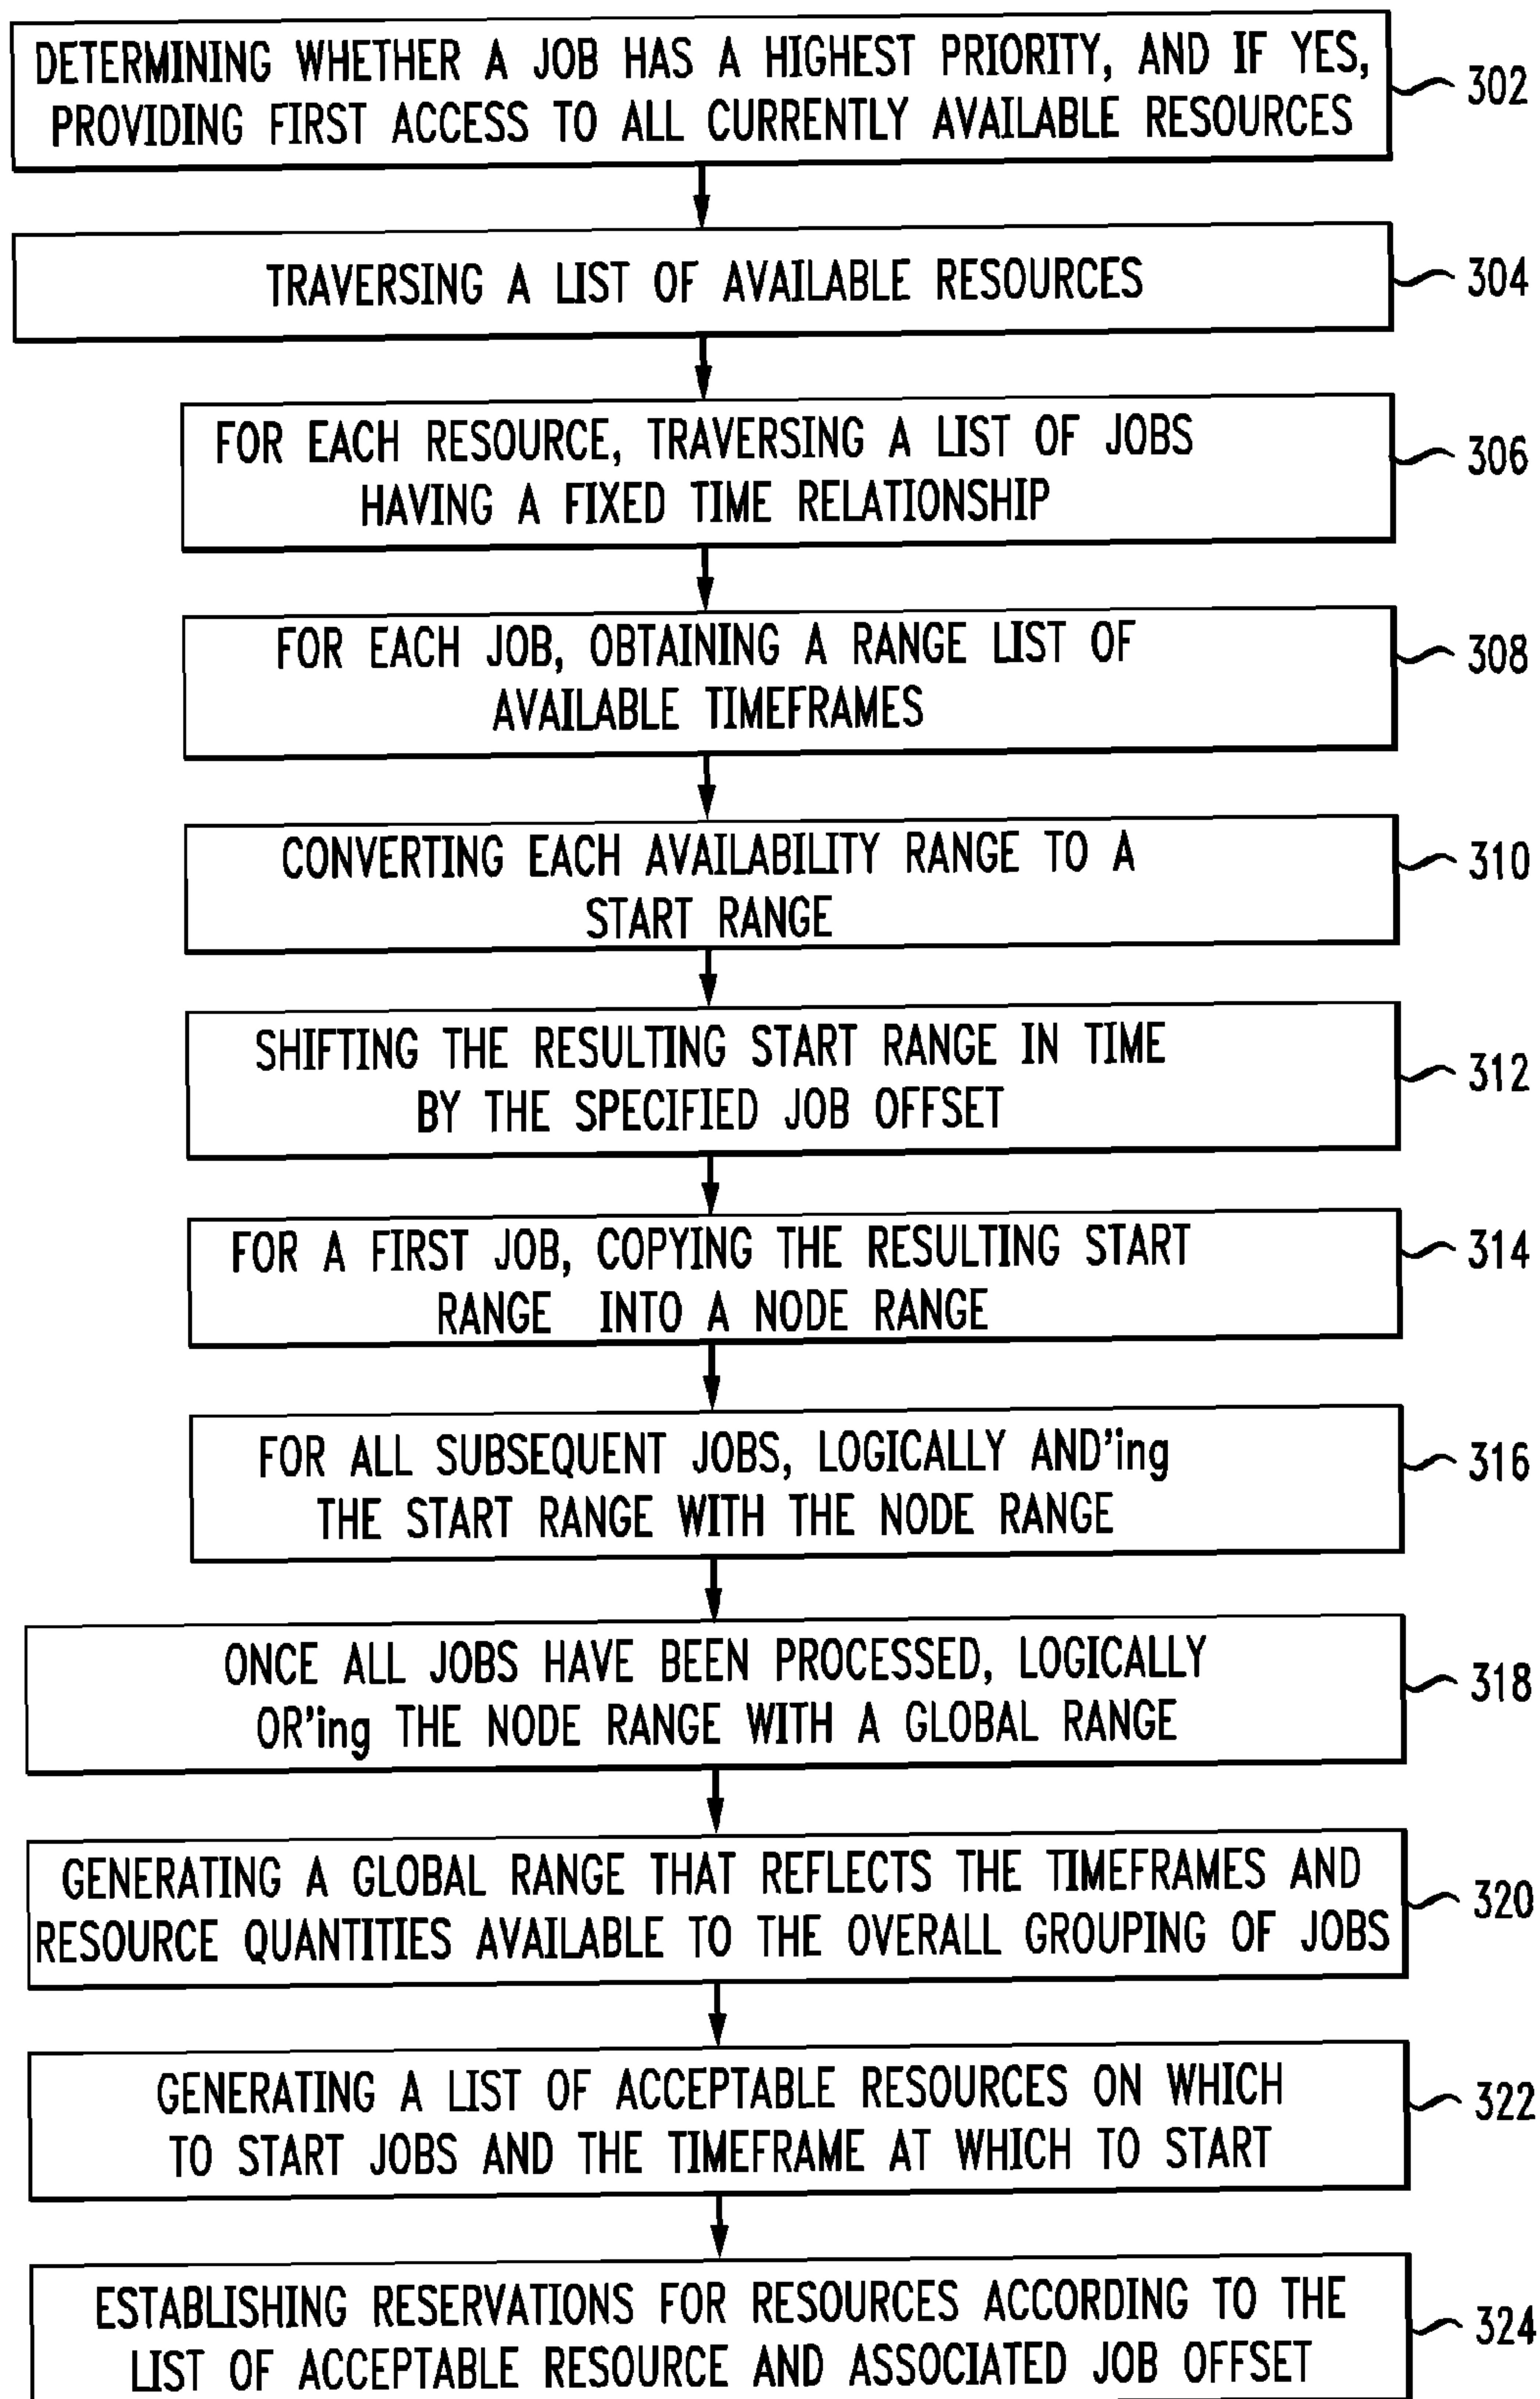 DETERMINING WHETHER A JOB HAS A HIGHEST PRIORITY, AND IF YES,
PROVIDING FIRST ACCESS TO ALL CURRENTLY AVAILABLE RESOURCES
302
TRAVERSING A LIST OF AVAILABLE RESOURCES
304
FOR EACH RESOURCE, TRAVERSING A LIST OF JOBS
HAVING A FIXED TIME RELATIONSHIP
306
FOR EACH JOB, OBTAINING A RANGE LIST OF
AVAILABLE TIMEFRAMES
308
CONVERTING EACH AVAILABILITY RANGE TO A
START RANGE
310
SHIFTING THE RESULTING START RANGE IN TIME
BY THE SPECIFIED JOB OFFSET
312
FOR A FIRST JOB, COPYING THE RESULTING START
RANGE INTO A NODE RANGE
314
FOR ALL SUBSEQUENT JOBS, LOGICALLY AND'ing
THE START RANGE WITH THE NODE RANGE
316
ONCE ALL JOBS HAVE BEEN PROCESSED, LOGICALLY
OR'ing THE NODE RANGE WITH A GLOBAL RANGE
318
GENERATING A GLOBAL RANGE THAT REFLECTS THE TIMEFRAMES AND
RESOURCE QUANTITIES AVAILABLE TO THE OVERALL GROUPING OF JOBS
320
GENERATING A LIST OF ACCEPTABLE RESOURCES ON WHICH
TO START JOBS AND THE TIMEFRAME AT WHICH TO START
322
ESTABLISHING RESERVATIONS FOR RESOURCES ACCORDING TO THE
LIST OF ACCEPTABLE RESOURCE AND ASSOCIATED JOB OFFSET
324